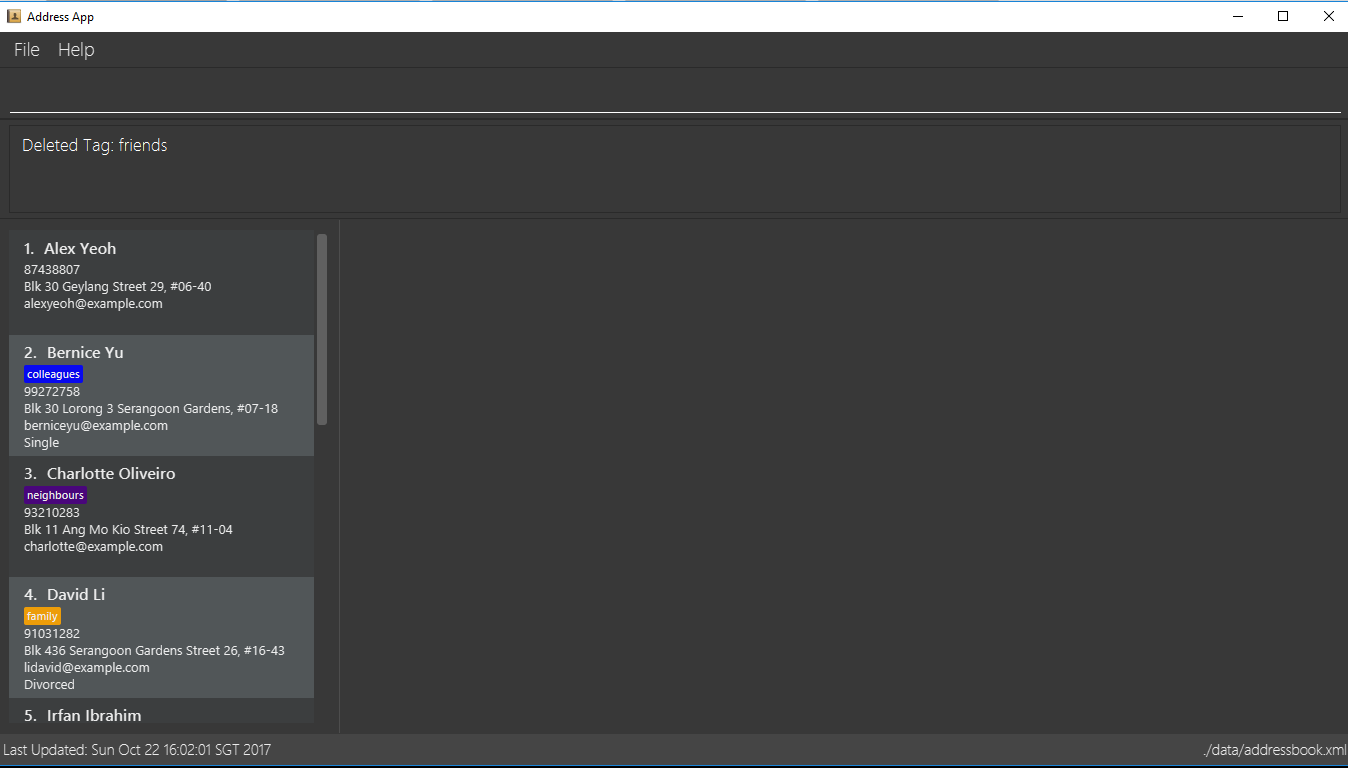 Address App
File Help
Deleted Tag: friends
1. Alex Yeoh
87438807
Blk 30 Geylang Street 29, #06-40
alexyeoh@example.com
2. Bernice Yu
colleagues
99272758
Blk 30 Lorong 3 Serangoon Gardens, #07-18
berniceyu@example.com
Single
3. Charlotte Oliveiro
neighbours
93210283
Blk 11 Ang Mo Kio Street 74, #11-04
charlotte@example.com
4. David Li
family
91031282
Blk 436 Serangoon Gardens Street 26, #16-43
lidavid@example.com
Divorced
5. Irfan Ibrahim
Last Updated: Sun Oct 22 16:02:01 SGT 2017
./data/addressbook.xml